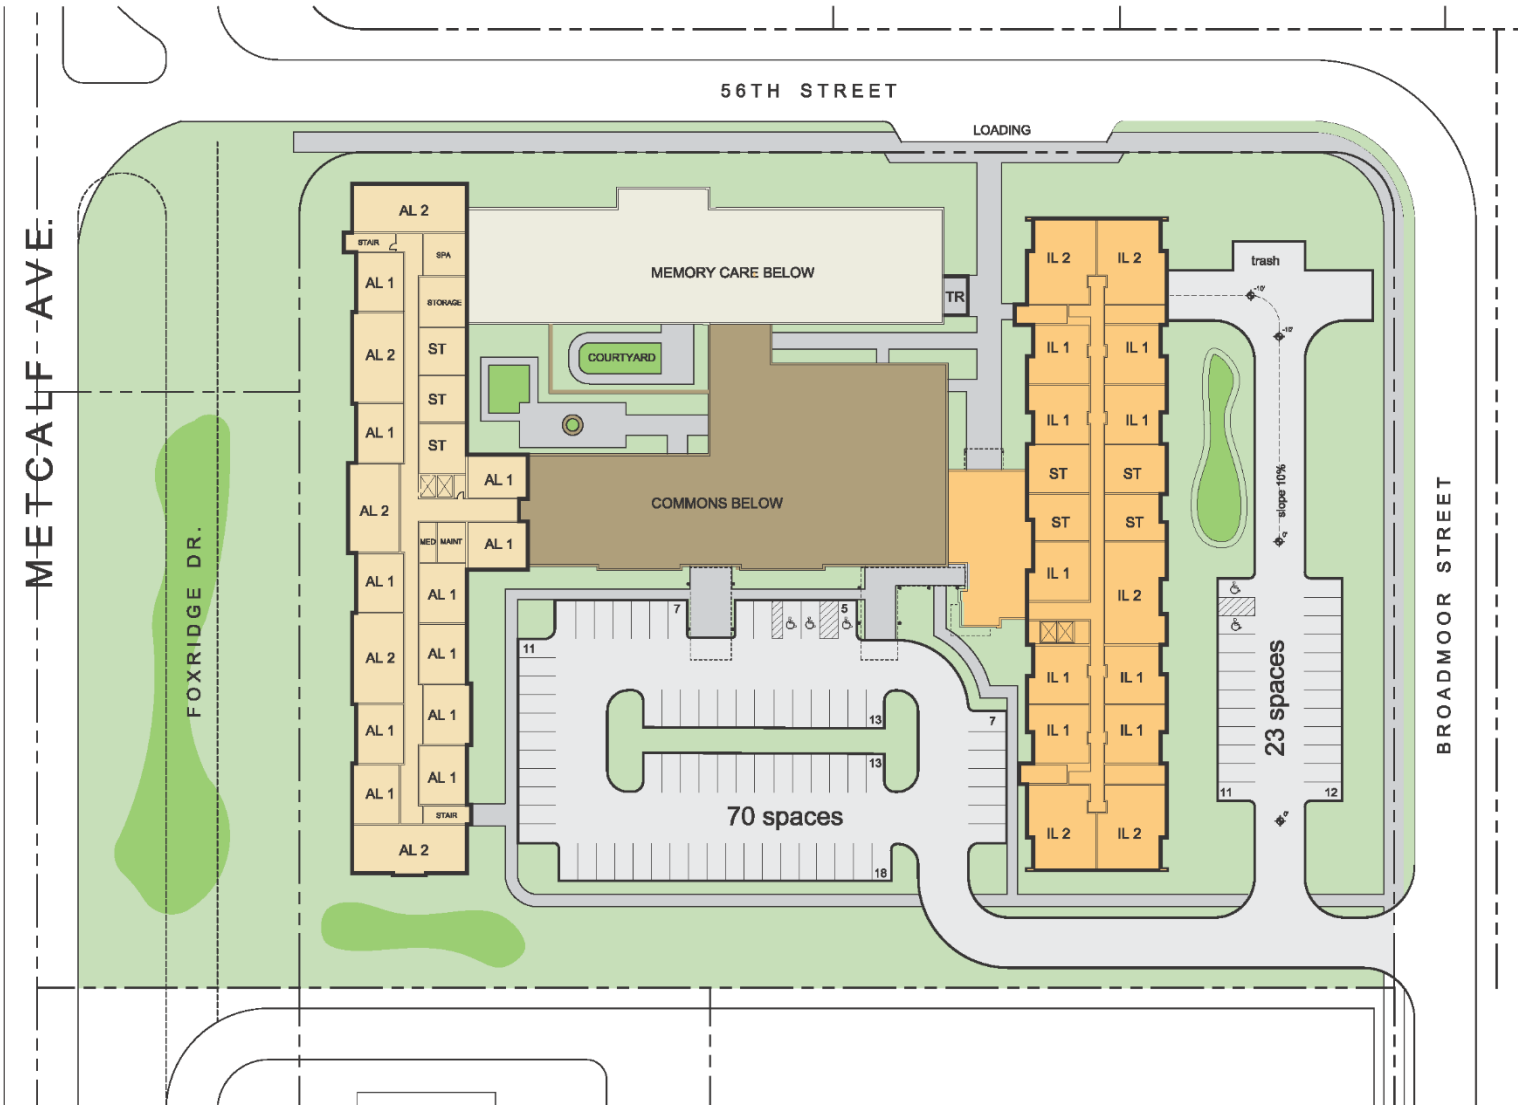 56TH STREET
LOADING
METCALF AVE.
FOXRIDGE DR.
BROADMOOR STREET
AL 2
STAIR
SPA
AL 1
STORAGE
AL 2
ST
ST
AL 1
ST
AL 1
AL 2
MED
MAINT
AL 1
AL 1
AL 1
AL 2
AL 1
AL 1
AL 1
AL 1
AL 1
STAIR
AL 2
MEMORY CARE BELOW
TR
COURTYARD
COMMONS BELOW
IL 2
IL 2
IL 1
IL 1
IL 1
IL 1
ST
ST
ST
ST
IL 1
IL 2
IL 1
IL 1
IL 1
IL 1
IL 2
IL 2
trash
-10'
-10'
slope 10%
7
5
11
13
7
13
70 spaces
18
23 spaces
11
12